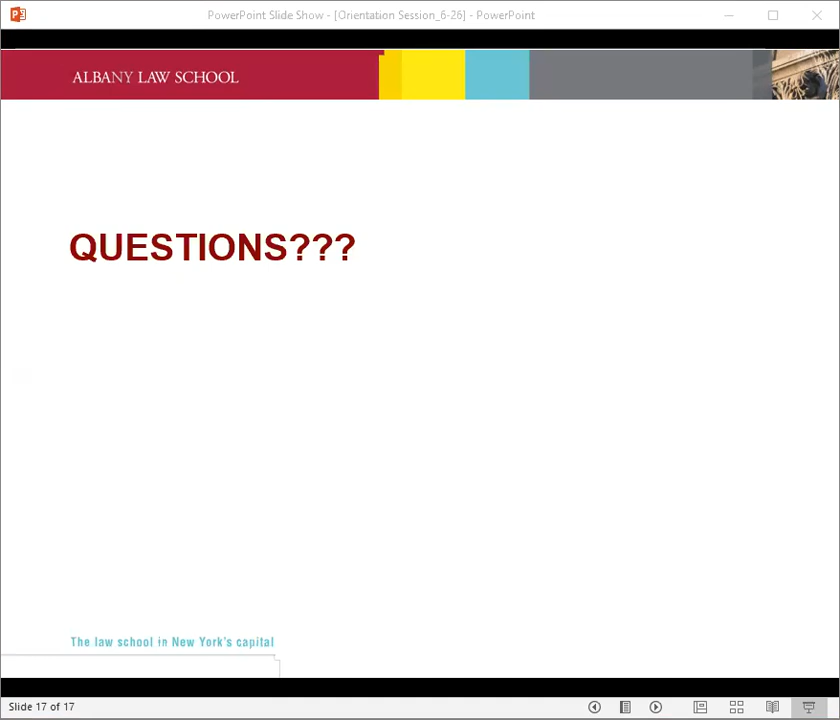 PowerPoint Slide Show - [Orientation Session_6-26] - PowerPoint
ALBANY LAW SCHOOL
QUESTIONS???
The law school in New York's capital
Slide 17 of 17